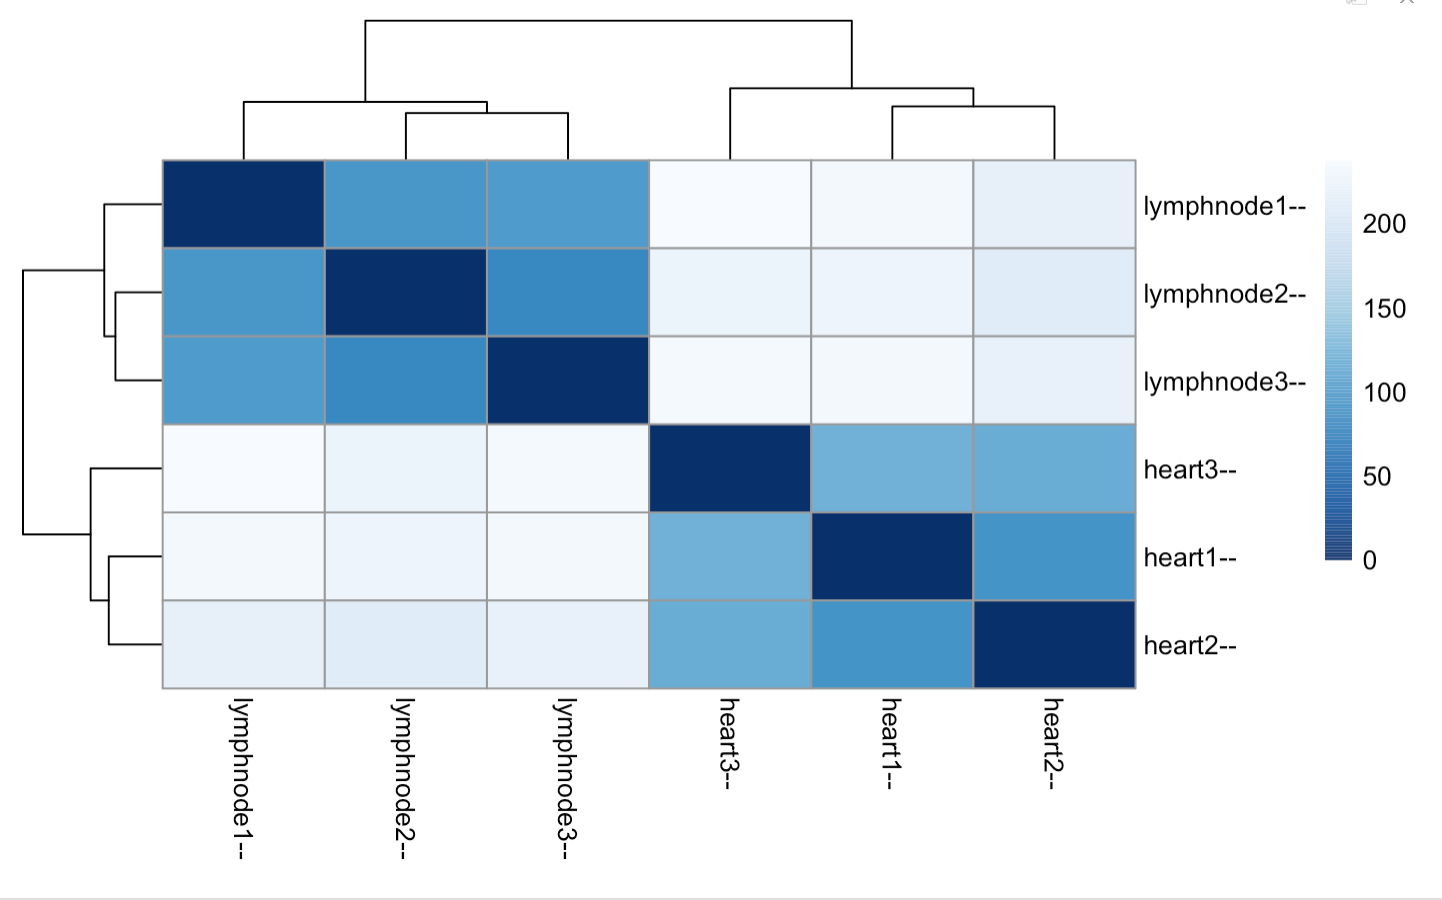 lymphnode1--
lymphnode2--
lymphnode3--
heart3--
heart1--
heart2--
200
150
100
50
0
lymphnode1--
lymphnode2--
lymphnode3--
heart3--
heart1--
heart2--